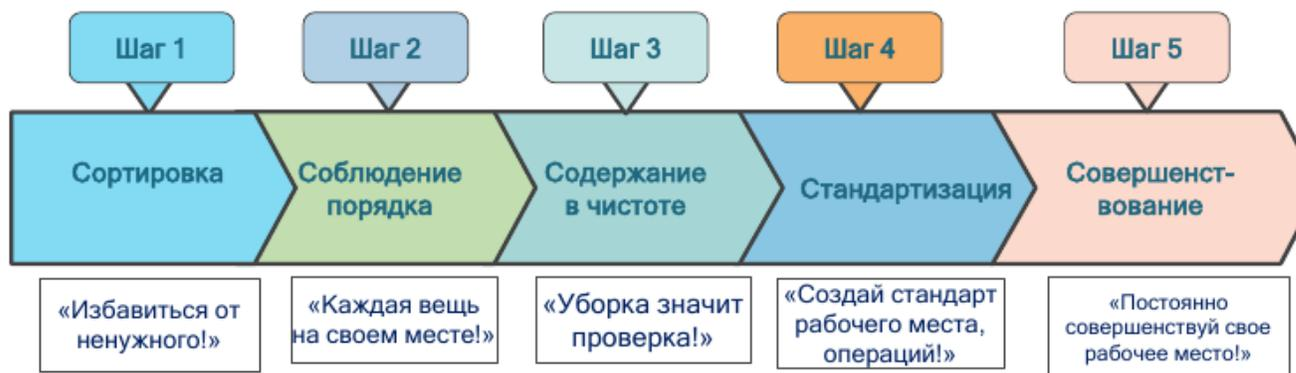 Шаг 1
Шаг 2
Шаг 3
Шаг 4
Шаг 5
Сортировка
Соблюдение
порядка
Содержание
в чистоте
Стандартизация
Совершенст-
вование
«Избавиться от
ненужного!»
«Каждая вещь
на своем месте!»
«Уборка значит
проверка!»
«Создай стандарт
рабочего места,
операций!»
«Постоянно
совершенствуй свое
рабочее место!»